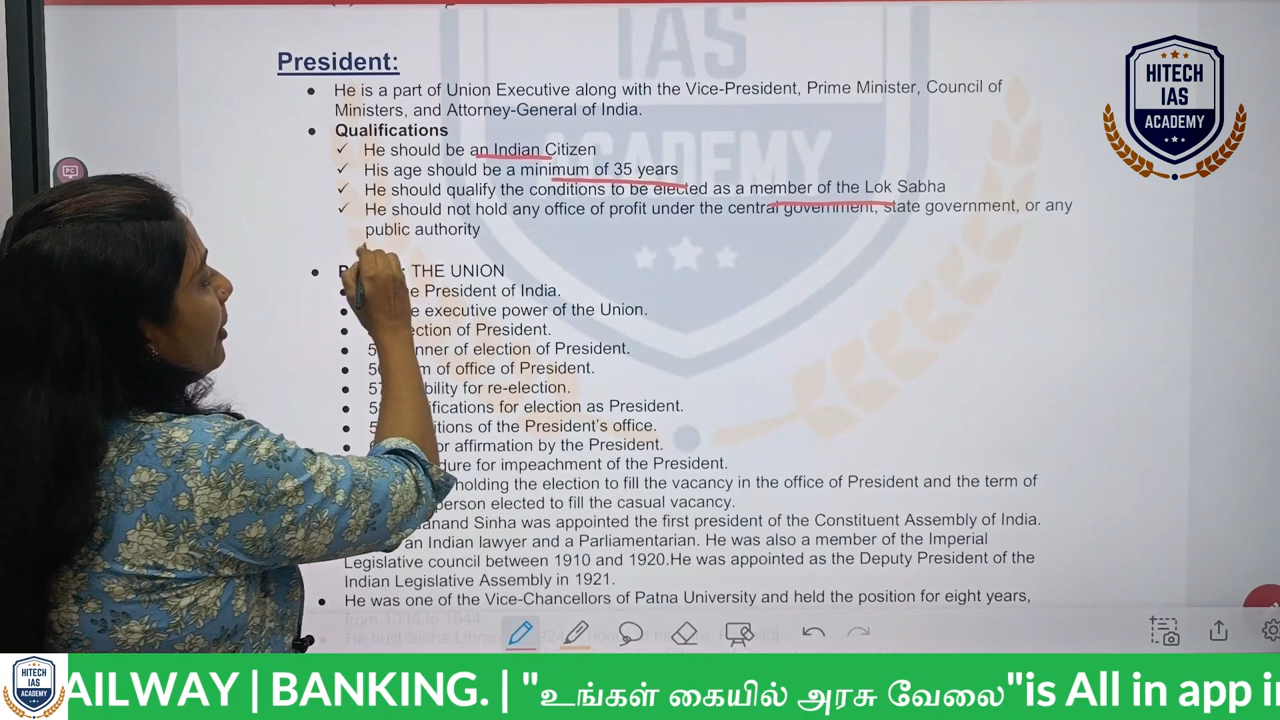 IAS
ACADEMY
HITECH
IAS
ACADEMY
President:
He is a part of Union Executive along with the Vice-President, Prime Minister, Council of
Ministers, and Attorney-General of India.
Qualifications
He should be an Indian Citizen
His age should be a minimum of 35 years
He should qualify the conditions to be elected as a member of the Lok Sabha
He should not hold any office of profit under the central government, state government, or any
public authority
THE UNION
President of India.
executive power of the Union.
of President.
of election of President.
of office of President.
for re-election.
for election as President.
of the President's office.
or affirmation by the President.
for impeachment of the President.
holding the election to fill the vacancy in the office of President and the term of
person elected to fill the casual vacancy.
Sinha was appointed the first president of the Constituent Assembly of India.
an Indian lawyer and a Parliamentarian. He was also a member of the Imperial
Legislative council between 1910 and 1920.He was appointed as the Deputy President of the
Indian Legislative Assembly in 1921.
He was one of the Vice-Chancellors of Patna University and held the position for eight years,
from 1936 to 1944.
PC
HITECH
IAS
ACADEMY
AILWAY | BANKING. | "உங்கள் கையில் அரசு வேலை"is All in app in